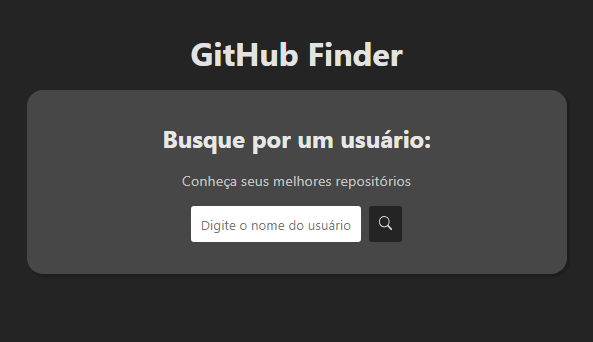 GitHub Finder
Busque por um usuário:
Conheça seus melhores repositórios
Digite o nome do usuário